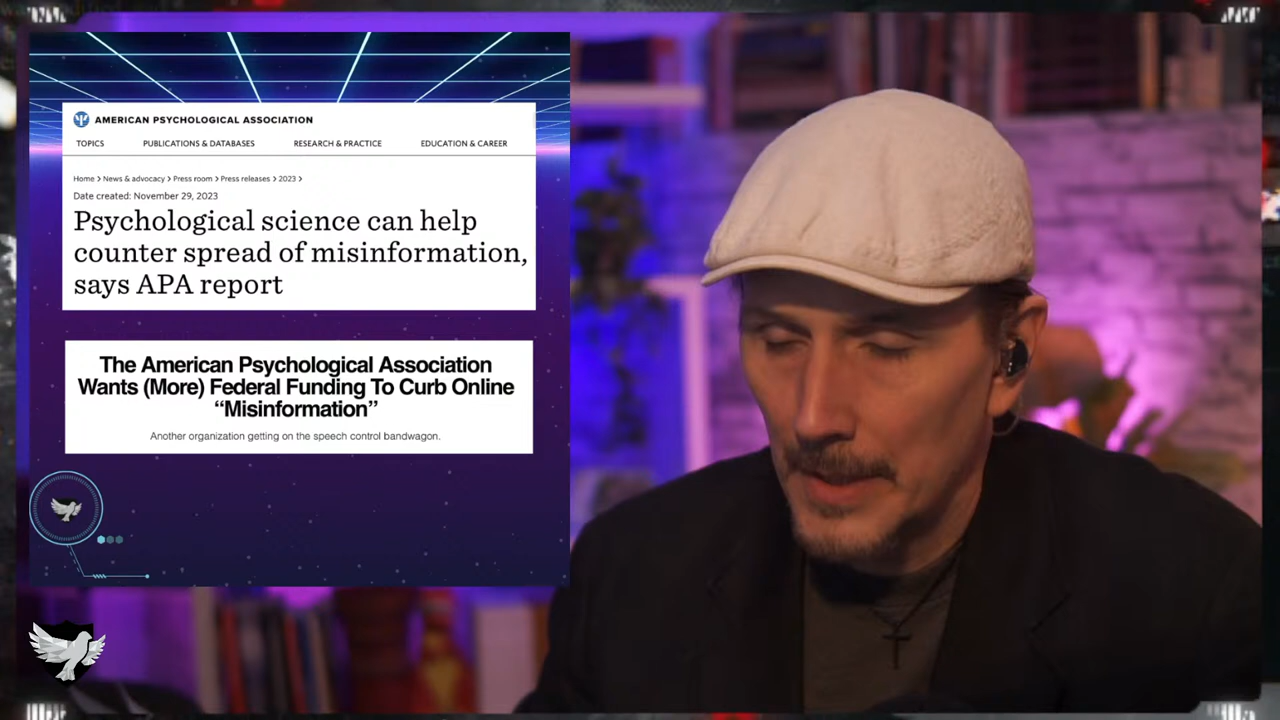 AMERICAN PSYCHOLOGICAL ASSOCIATION
TOPICS PUBLICATIONS & DATABASES RESEARCH & PRACTICE EDUCATION & CAREER
Home > News & advocacy > Press room > Press releases > 2023 >
Date created: November 29, 2023
Psychological science can help
counter spread of misinformation,
says APA report
The American Psychological Association
Wants (More) Federal Funding To Curb Online
“Misinformation”
Another organization getting on the speech control bandwagon.